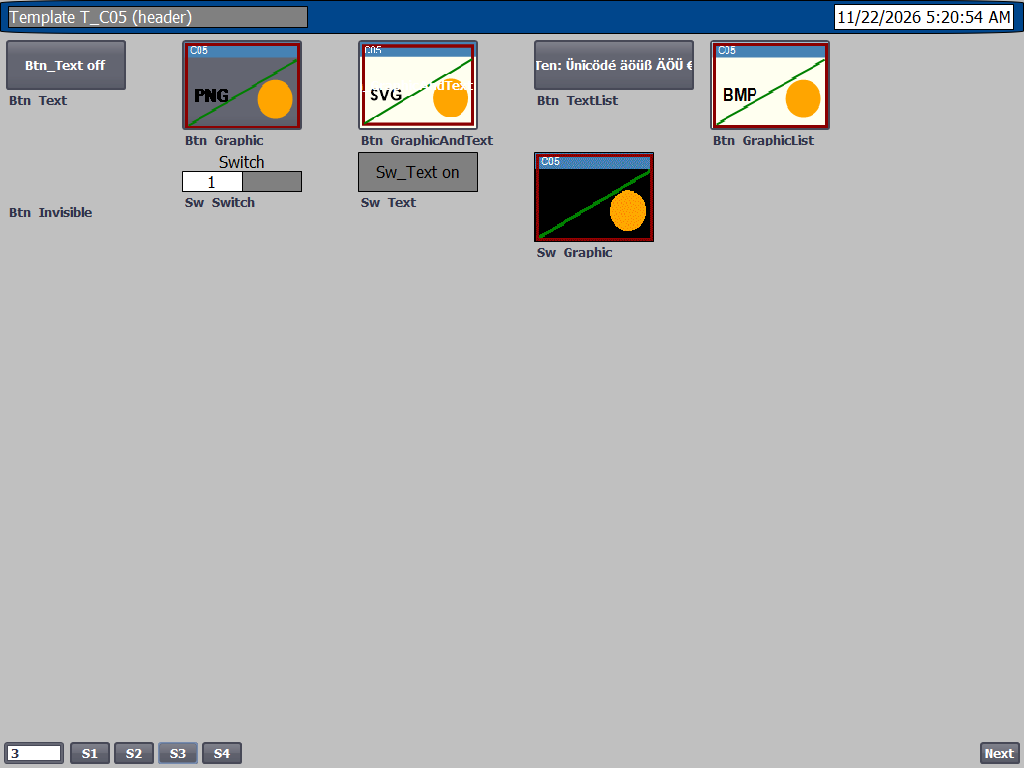 Template T_C05 (header)
11/22/2026 5:20:54 AM
Btn_Text off
Btn Text
C05
PNG
Btn Graphic
C05
SVG
Btn GraphicAndText
Ten: Ünicödé äöüß ÄÖÜ €
Btn TextList
C05
BMP
Btn GraphicList
Btn Invisible
Switch
1
Sw Switch
Sw_Text on
Sw Text
C05
Sw Graphic
3
S1
S2
S3
S4
Next